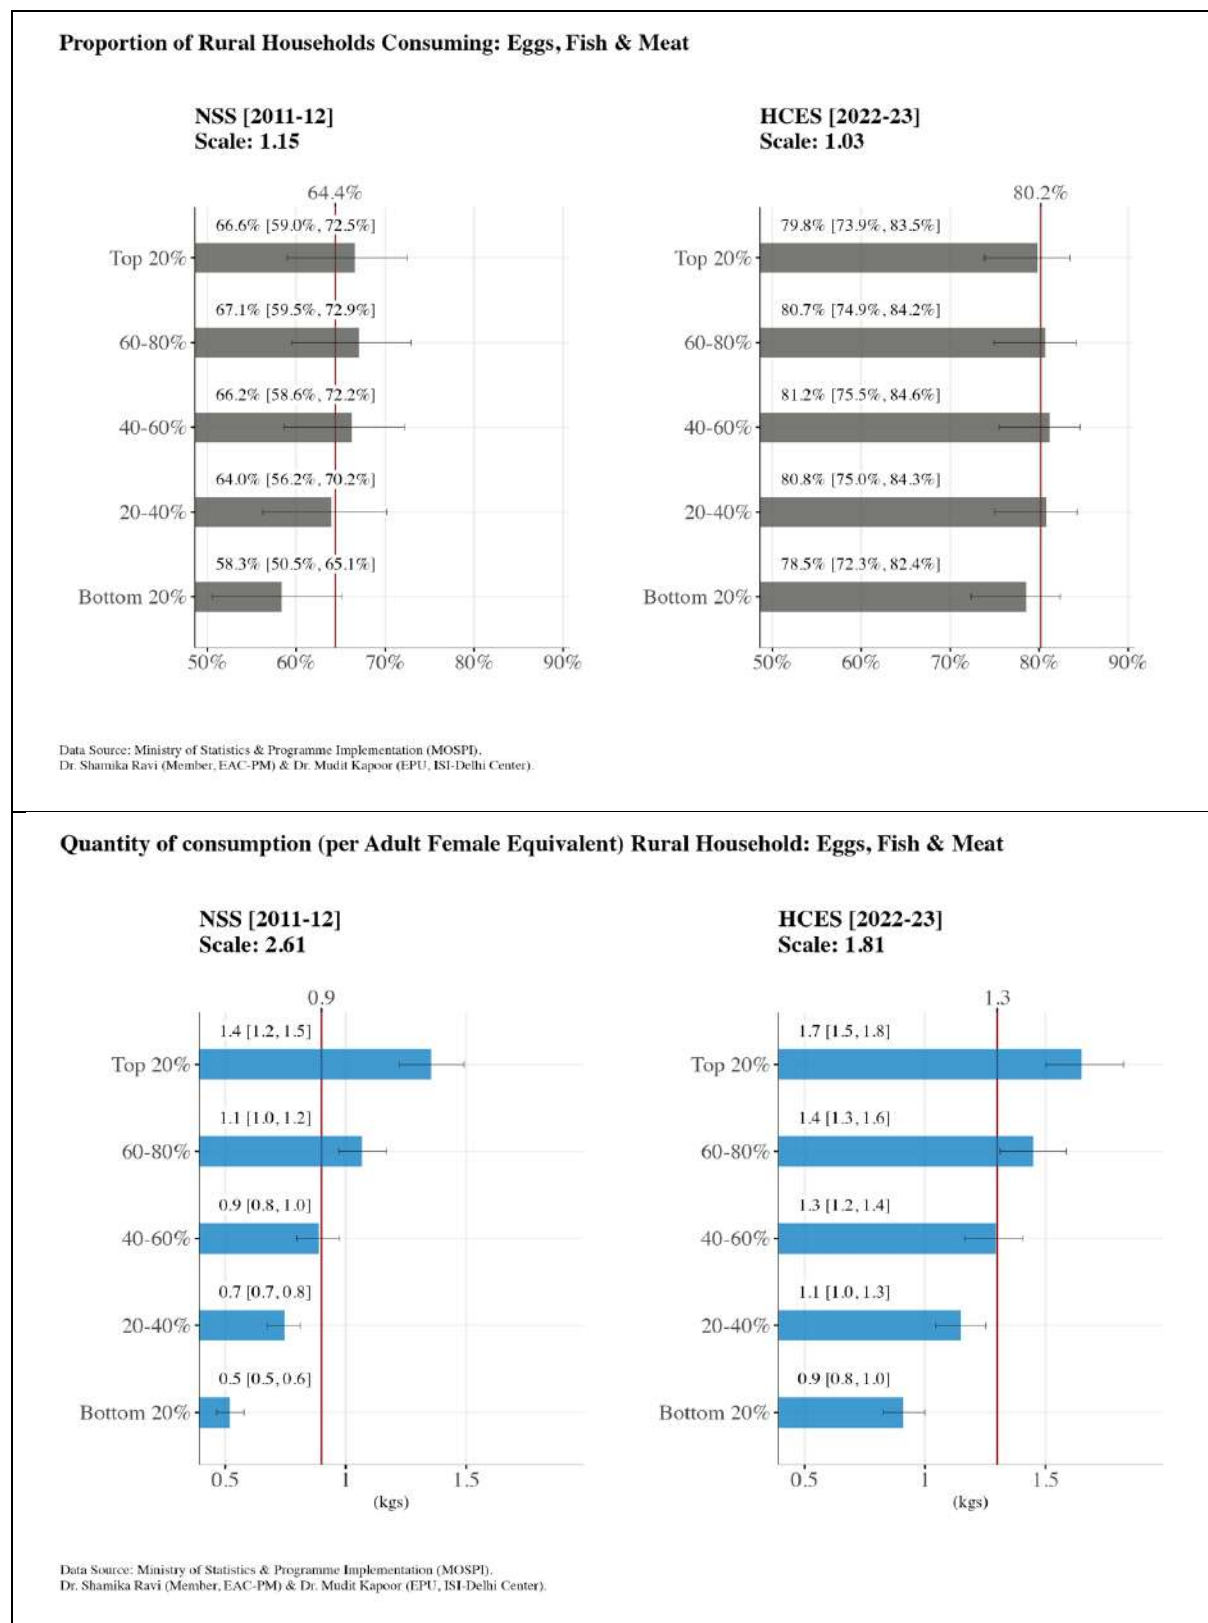 Proportion of Rural Households Consuming: Eggs, Fish & Meat
NSS [2011-12]
Scale: 1.15
64.4%
66.6% [59.0%, 72.5%]
Top 20%
67.1% [59.5%, 72.9%]
60-80%
66.2% [58.6%, 72.2%]
40-60%
64.0% [56.2%, 70.2%]
20-40%
58.3% [50.5%, 65.1%]
Bottom 20%
50% 60% 70% 80% 90%
HCES [2022-23]
Scale: 1.03
80.2%
79.8% [73.9%, 83.5%]
Top 20%
80.7% [74.9%, 84.2%]
60-80%
81.2% [75.5%, 84.6%]
40-60%
80.8% [75.0%, 84.3%]
20-40%
78.5% [72.3%, 82.4%]
Bottom 20%
50% 60% 70% 80% 90%
Data Source: Ministry of Statistics & Programme Implementation (MOSPI).
Dr. Shamika Ravi (Member, EAC-PM) & Dr. Mudit Kapoor (EPU, ISI-Delhi Center).
Quantity of consumption (per Adult Female Equivalent) Rural Household: Eggs, Fish & Meat
NSS [2011-12]
Scale: 2.61
0.9
1.4 [1.2, 1.5]
Top 20%
1.1 [1.0, 1.2]
60-80%
0.9 [0.8, 1.0]
40-60%
0.7 [0.7, 0.8]
20-40%
0.5 [0.5, 0.6]
Bottom 20%
0.5 1 1.5
(kgs)
HCES [2022-23]
Scale: 1.81
1.3
1.7 [1.5, 1.8]
Top 20%
1.4 [1.3, 1.6]
60-80%
1.3 [1.2, 1.4]
40-60%
1.1 [1.0, 1.3]
20-40%
0.9 [0.8, 1.0]
Bottom 20%
0.5 1 1.5
(kgs)
Data Source: Ministry of Statistics & Programme Implementation (MOSPI).
Dr. Shamika Ravi (Member, EAC-PM) & Dr. Mudit Kapoor (EPU, ISI-Delhi Center).